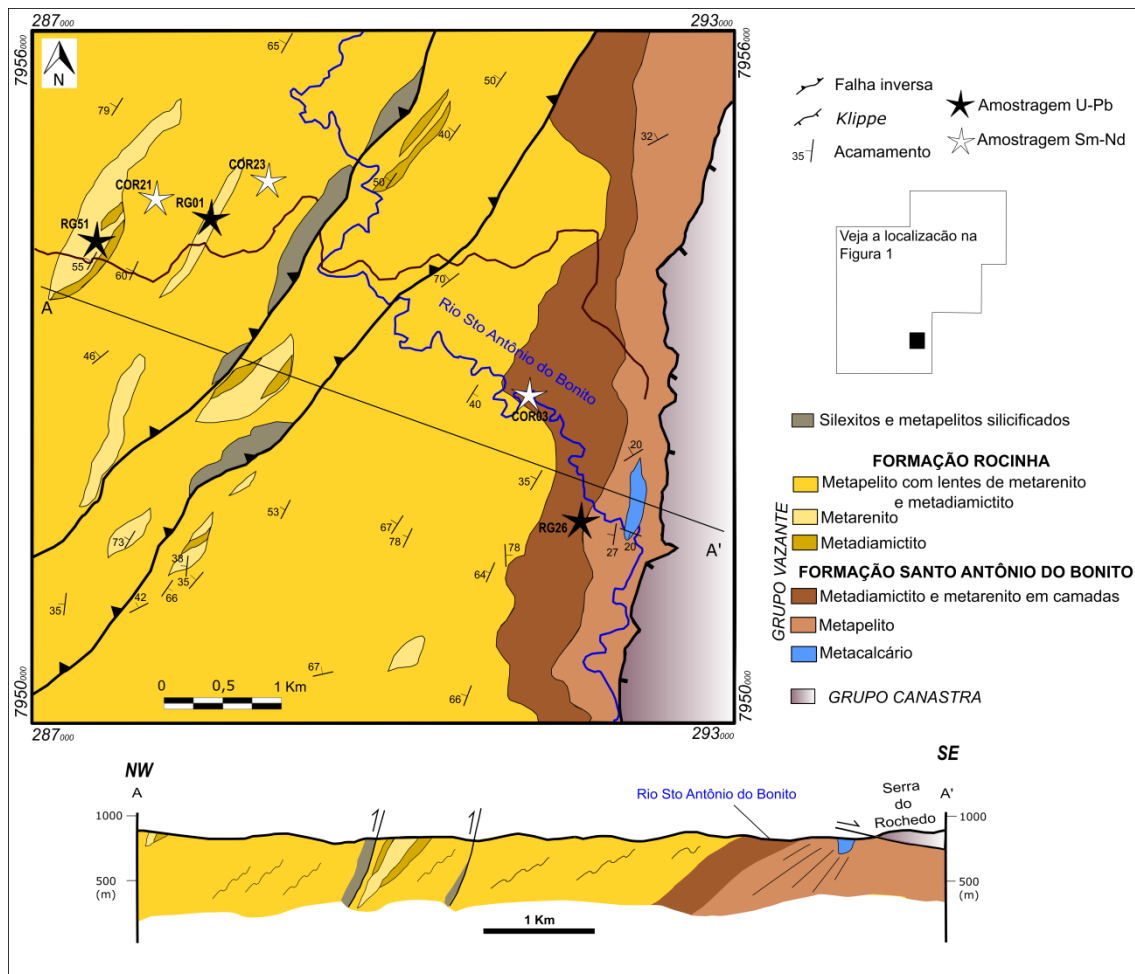 287000
293000
7956000
7956000
N
65
50
79
40
32
COR23
COR21
50
RG01
RG51
55
60
70
A
Rio Sto Antônio do Bonito
46
40
COR03
20
35
RG26
53
67
78
A'
73
78
27
20
38
64
35
66
42
35
67
66
0 0,5 1 Km
7950000
7950000
287000
293000
Falha inversa
Klippe
35 Acamamento
Amostragem U-Pb
Amostragem Sm-Nd
Veja a localizacão na
Figura 1
Silexitos e metapelitos silificados
GRUPO VAZANTE
FORMAÇÃO ROCINHA
Metapelito com lentes de metarenito
e metadiamictito
Metarenito
Metadiamictito
FORMAÇÃO SANTO ANTÔNIO DO BONITO
Metadiamictito e metarenito em camadas
Metapelito
Metacalcário
GRUPO CANASTRA
NW
SE
A
Rio Sto Antônio do Bonito
Serra
do
Rochedo
A'
1000
1000
500
500
(m)
(m)
1 Km